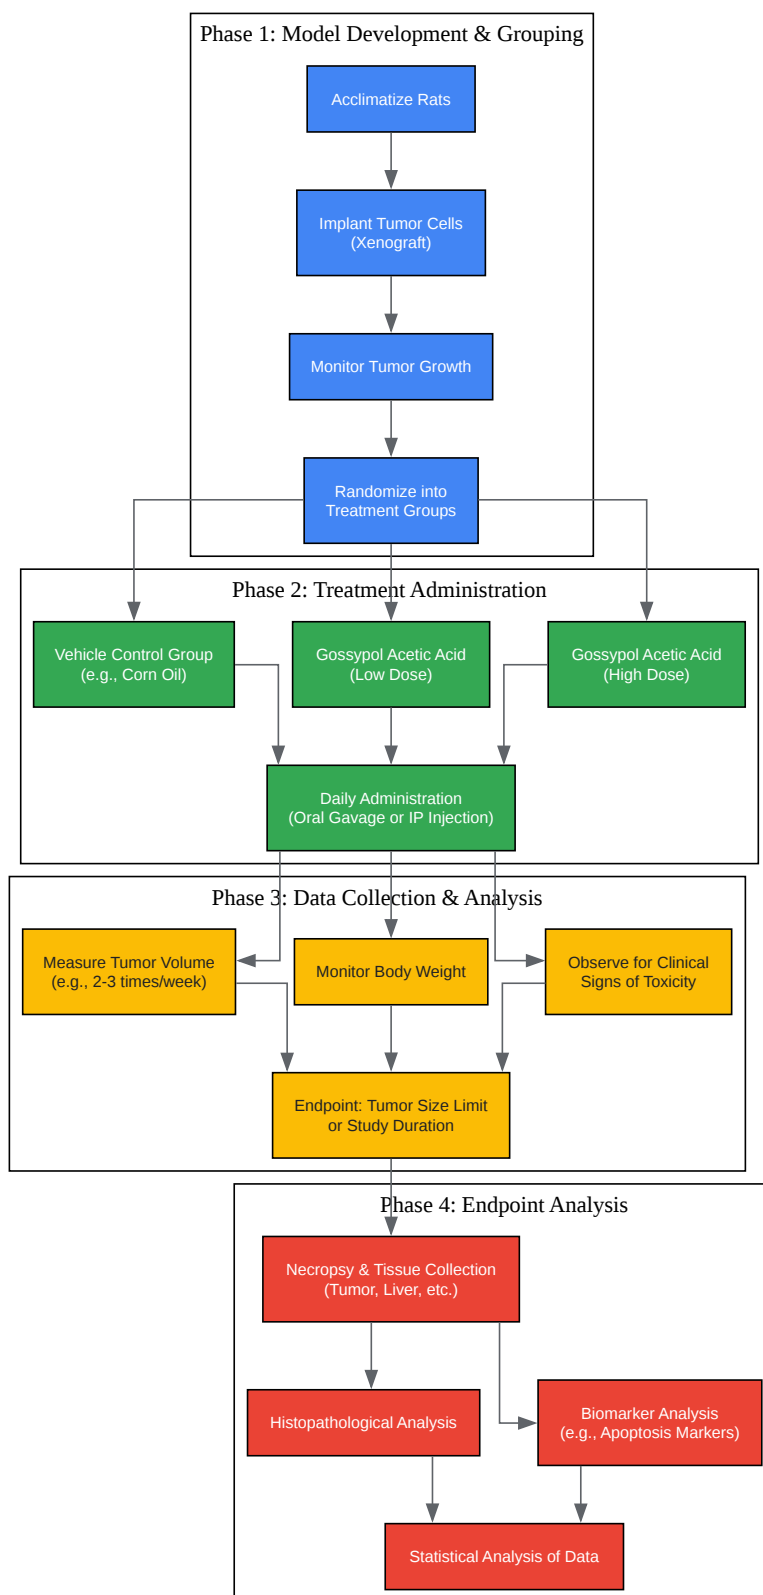 Phase 1: Model Development & Grouping
Acclimatize Rats
Implant Tumor Cells
(Xenograft)
Monitor Tumor Growth
Randomize into
Treatment Groups
Phase 2: Treatment Administration
Vehicle Control Group
(e.g., Corn Oil)
Gossypol Acetic Acid
(Low Dose)
Gossypol Acetic Acid
(High Dose)
Daily Administration
(Oral Gavage or IP Injection)
Phase 3: Data Collection & Analysis
Measure Tumor Volume
(e.g., 2-3 times/week)
Monitor Body Weight
Observe for Clinical
Signs of Toxicity
Endpoint: Tumor Size Limit
or Study Duration
Phase 4: Endpoint Analysis
Necropsy & Tissue Collection
(Tumor, Liver, etc.)
Histopathological Analysis
Biomarker Analysis
(e.g., Apoptosis Markers)
Statistical Analysis of Data